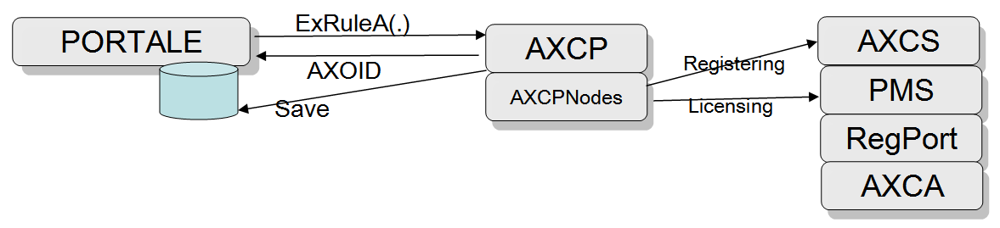 PORTALE
ExRuleA(.)
AXOID
Save
AXCP
AXCPNodes
Registering
Licensing
AXCS
PMS
RegPort
AXCA